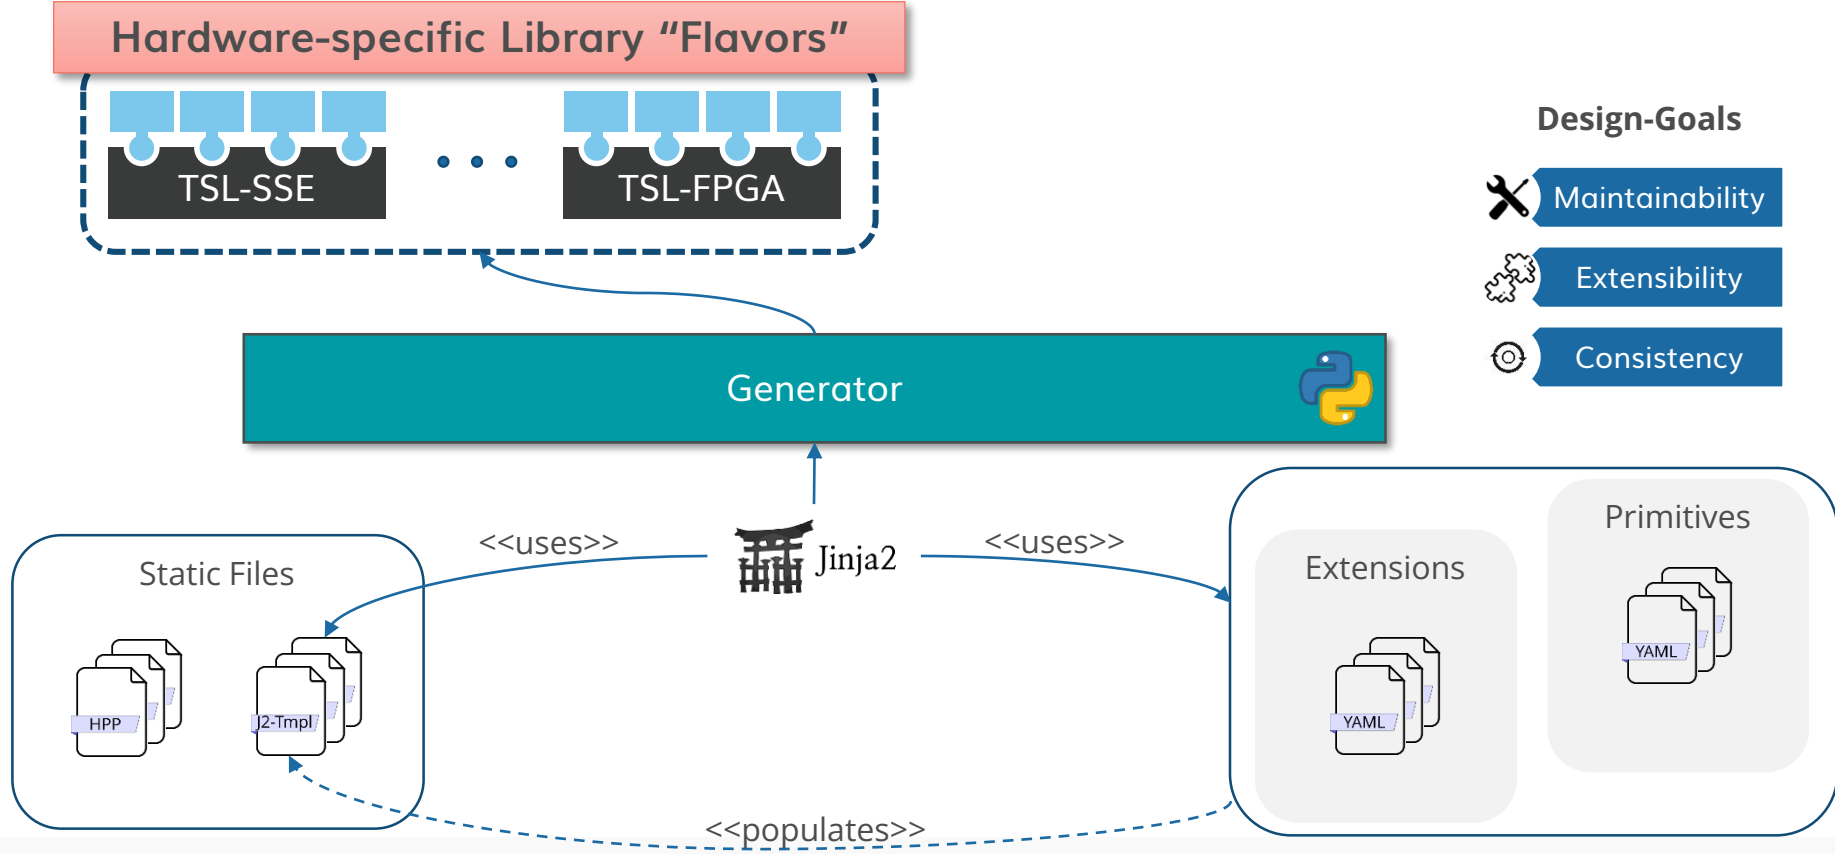 Hardware-specific Library “Flavors”
TSL-SSE
TSL-FPGA
Design-Goals
Maintainability
Extensibility
Consistency
Generator
<<uses>>
Jinja2
<<uses>>
Static Files
HPP
J2-Tmpl
Extensions
YAML
Primitives
YAML
<<populates>>